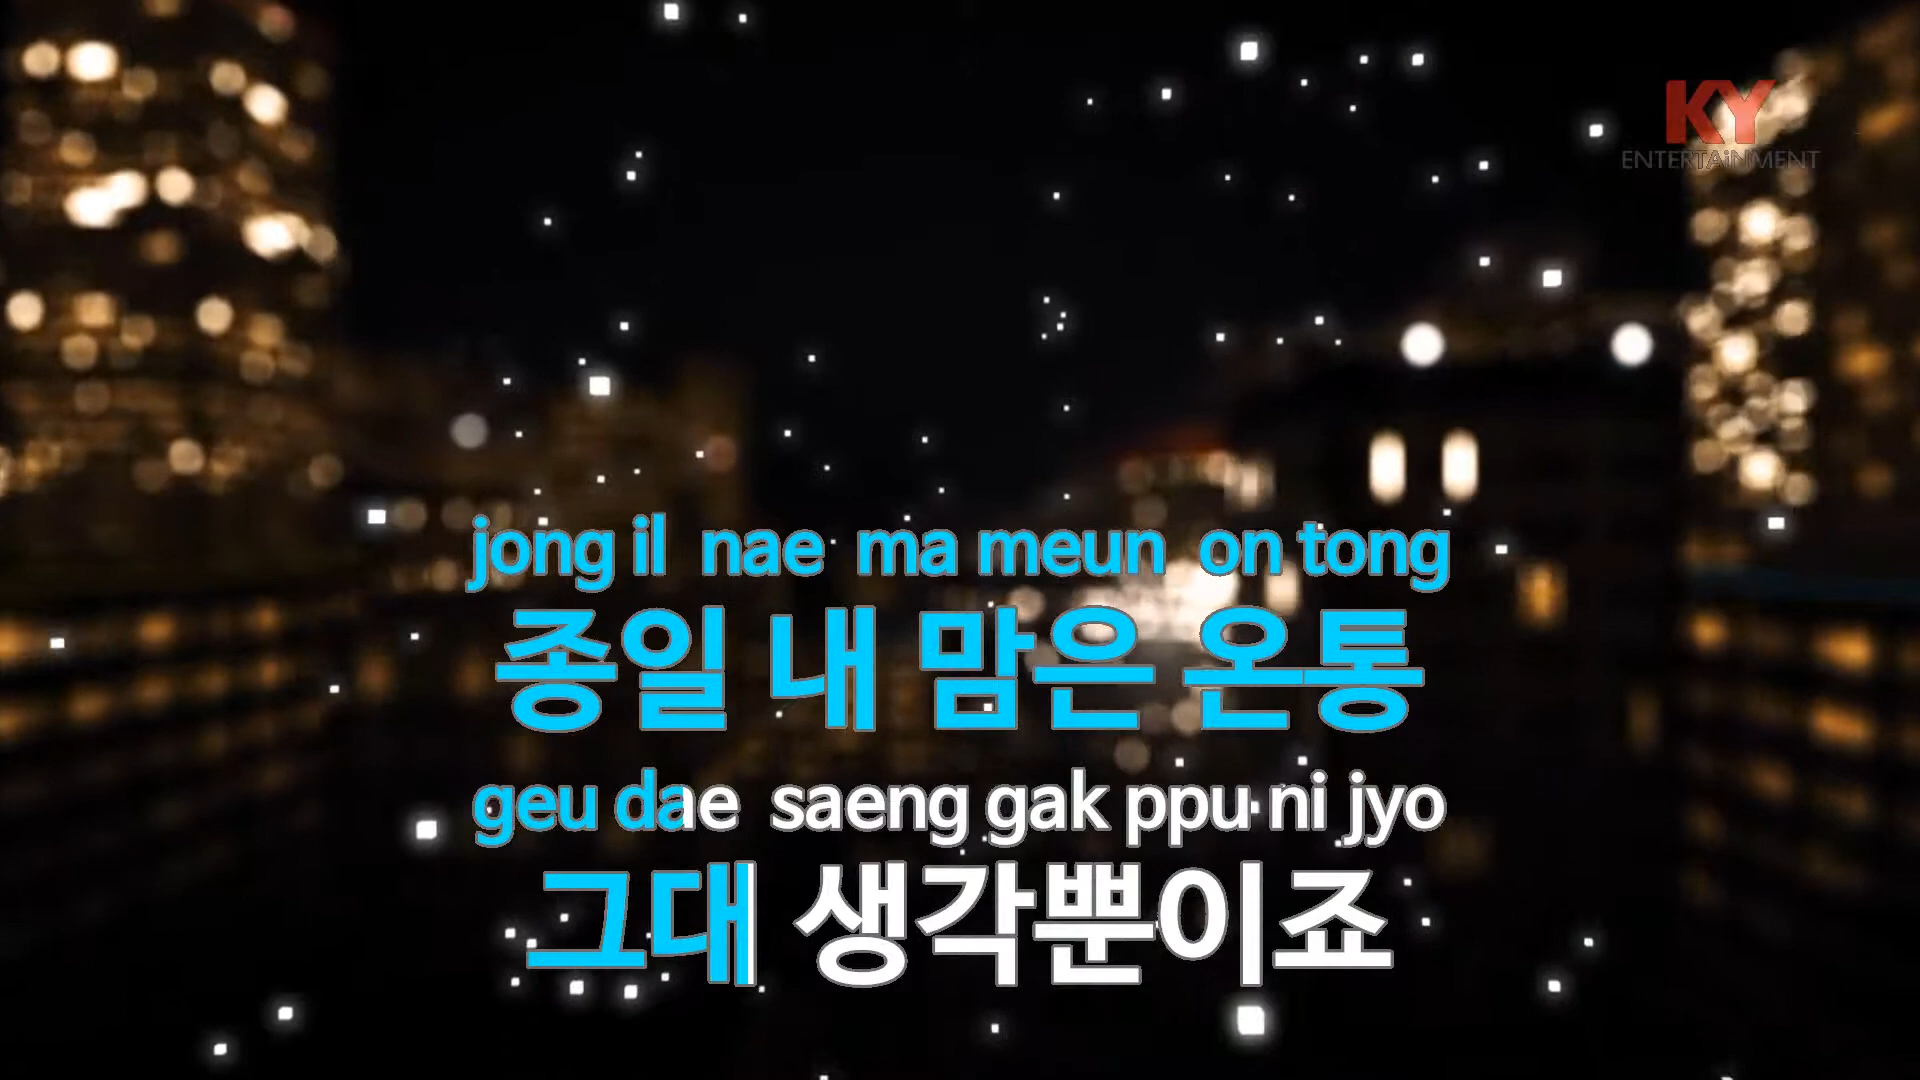 KY
ENTERTAiNMENT
jong il nae ma meun on tong
종일 내 맘은 온통
geu dae saeng gak ppu ni jyo
그대 생각뿐이죠